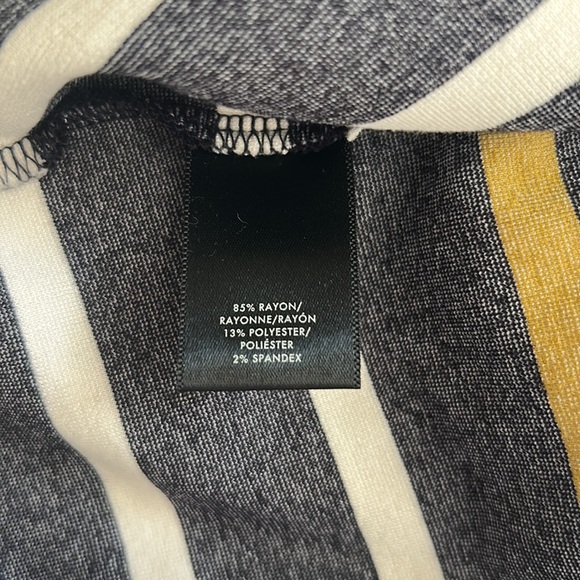 85% RAYON/
RAYONNE/RAYÓN
13% POLYESTER/
POLIÉSTER
2% SPANDEX